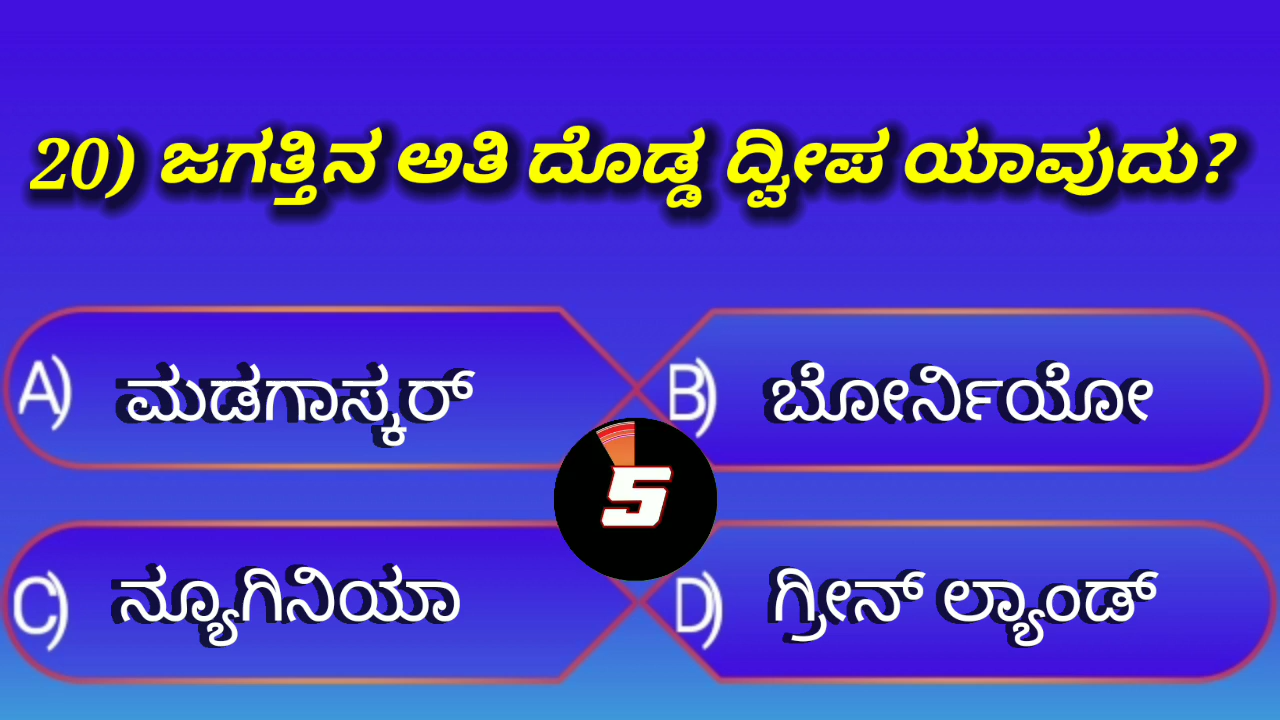 20) ಜಗತ್ತಿನ ಅತಿ ದೊಡ್ಡ ದ್ವೀಪ ಯಾವುದು?
A) ಮಡಗಾಸ್ಕರ್
B) ಬೋರ್ನಿಯೋ
5
C) ನ್ಯೂಗಿನಿಯಾ
D) ಗ್ರೀನ್ ಲ್ಯಾಂಡ್